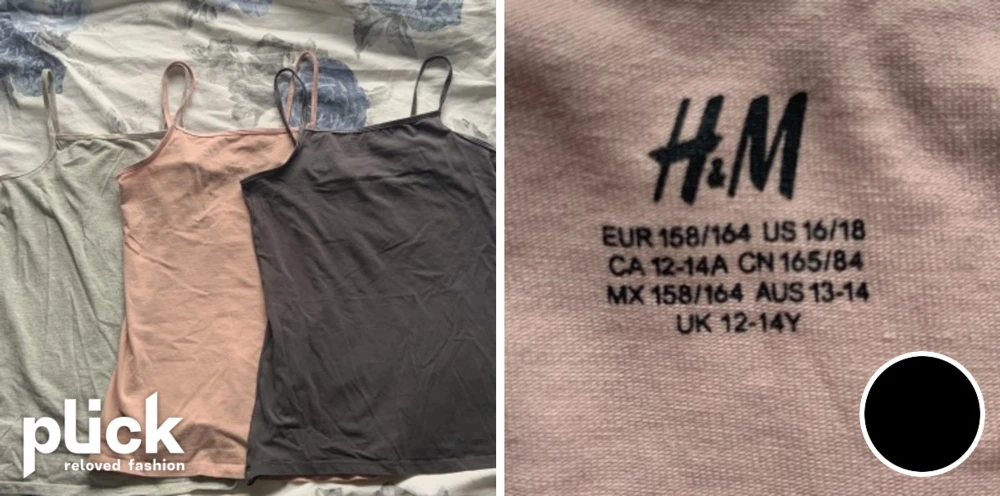 plick
reloved fashion
H&M
EUR 158/164 US 16/18
CA 12-14A CN 165/84
MX 158/164 AUS 13-14
UK 12-14Y